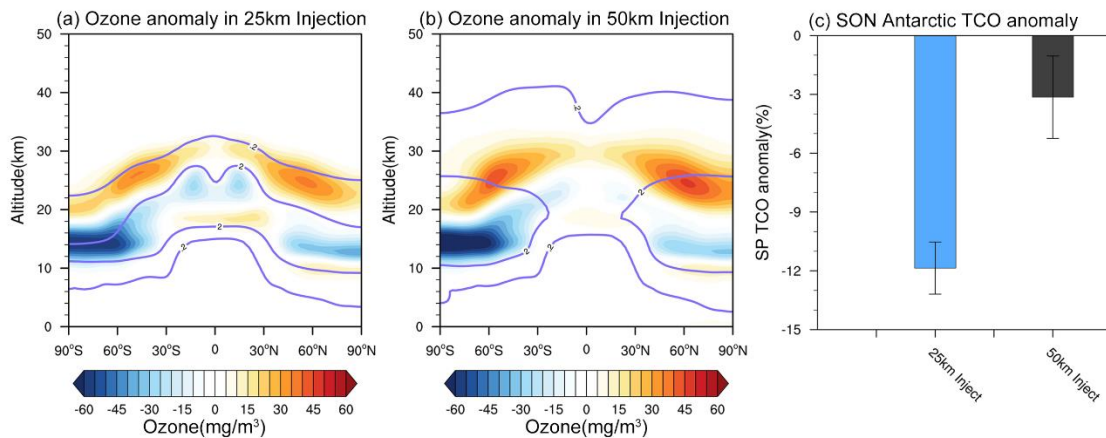 (a) Ozone anomaly in 25km Injection
(b) Ozone anomaly in 50km Injection
(c) SON Antarctic TCO anomaly
Altitude(km)
50
40
30
20
10
0
90°S 60°S 30°S 0 30°N 60°N 90°N
.2
.2
2
.2
-60 -45 -30 -15 -2 2 15 30 45 60
Ozone(mg/m³)
Altitude(km)
50
40
30
20
10
0
90°S 60°S 30°S 0 30°N 60°N 90°N
.2
2
2
.2
-60 -45 -30 -15 -2 2 15 30 45 60
Ozone(mg/m³)
SP TCO anomaly(%)
0
-3
-6
-9
-12
-15
25km Inject
50km Inject